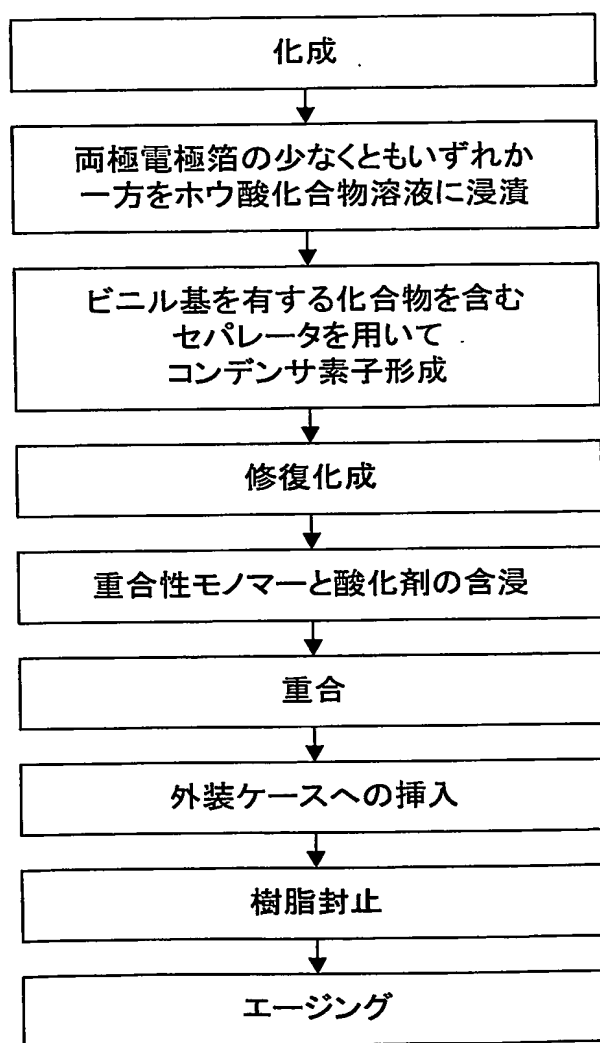 化成
両極電極箔の少なくともいずれか
一方をホウ酸化合物溶液に浸漬
ビニル基を有する化合物を含む
セパレータを用いて
コンデンサ素子形成
修復化成
重合性モノマーと酸化剤の含浸
重合
外装ケースへの挿入
樹脂封止
エージング